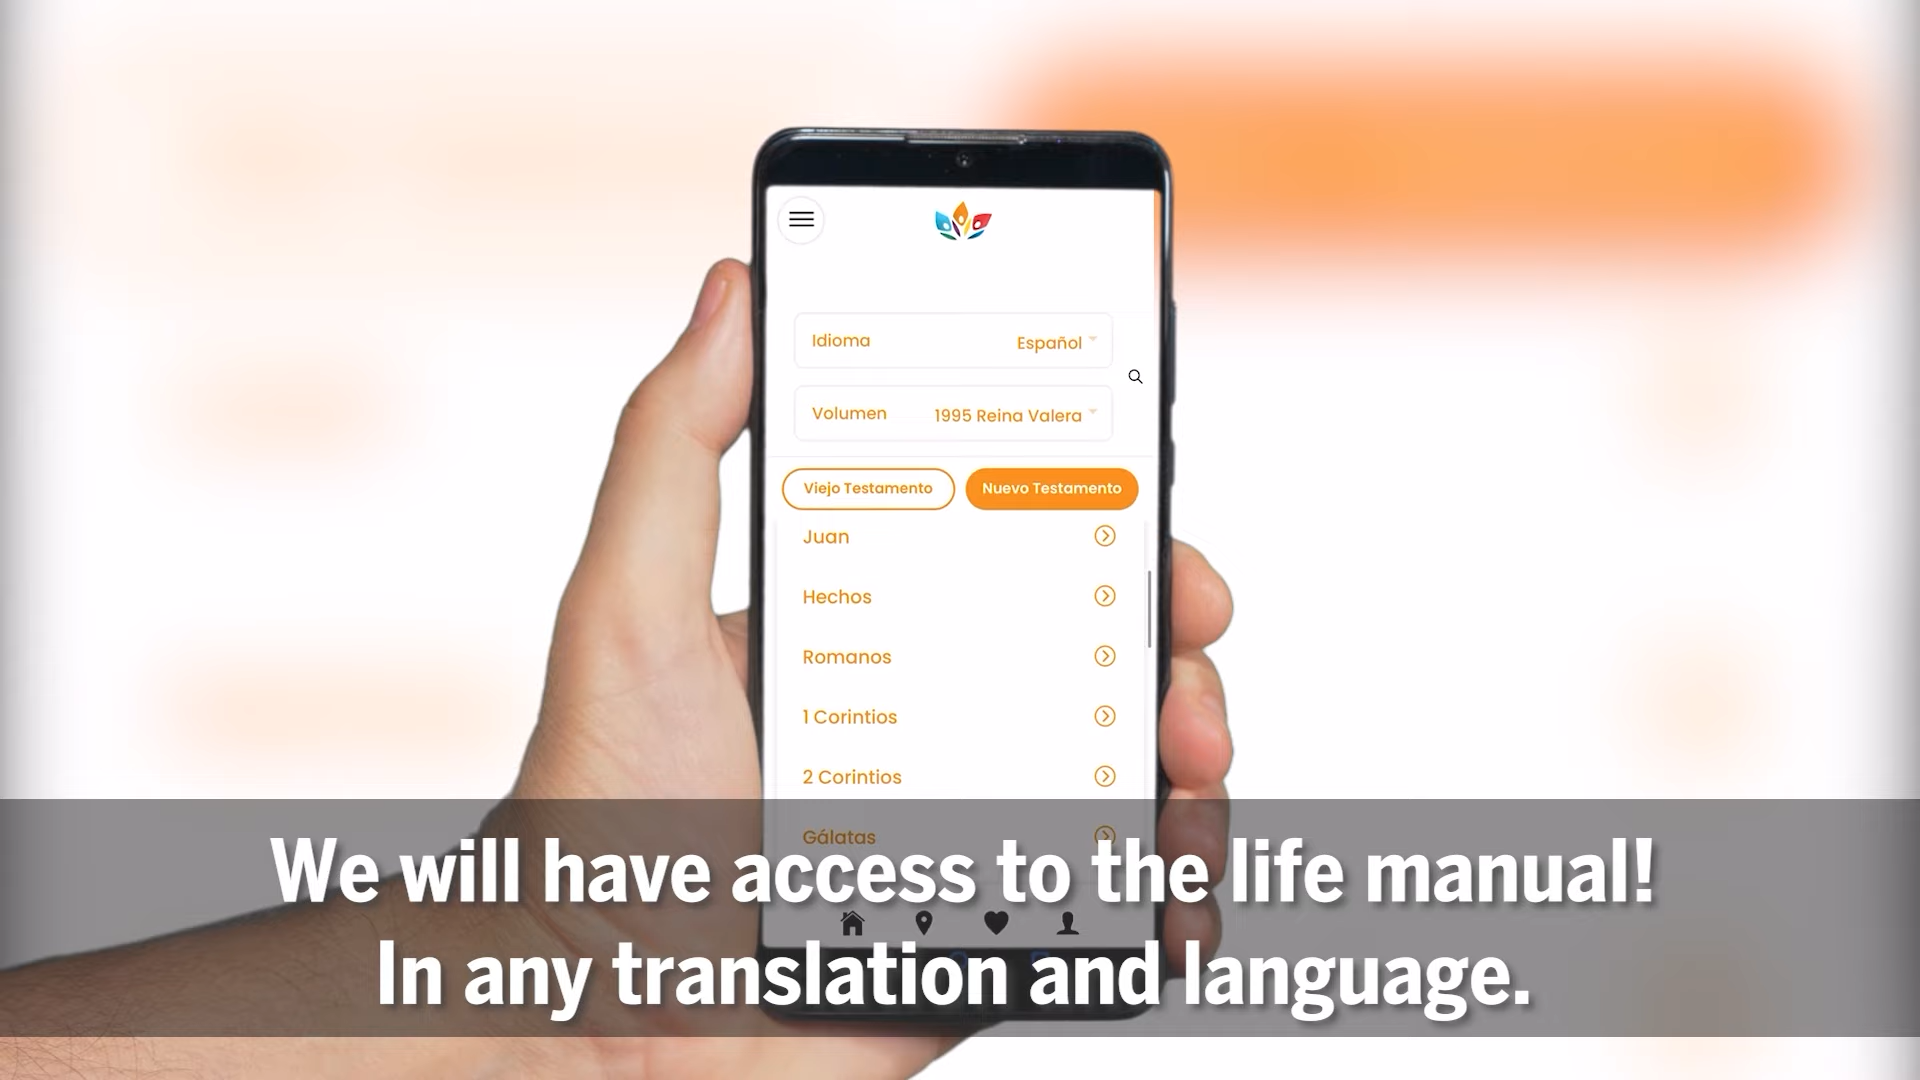 Idioma Español
Volumen 1995 Reina Valera
Viejo Testamento Nuevo Testamento
Juan
Hechos
Romanos
1 Corintios
2 Corintios
Gálatas
We will have access to the life manual!
In any translation and language.